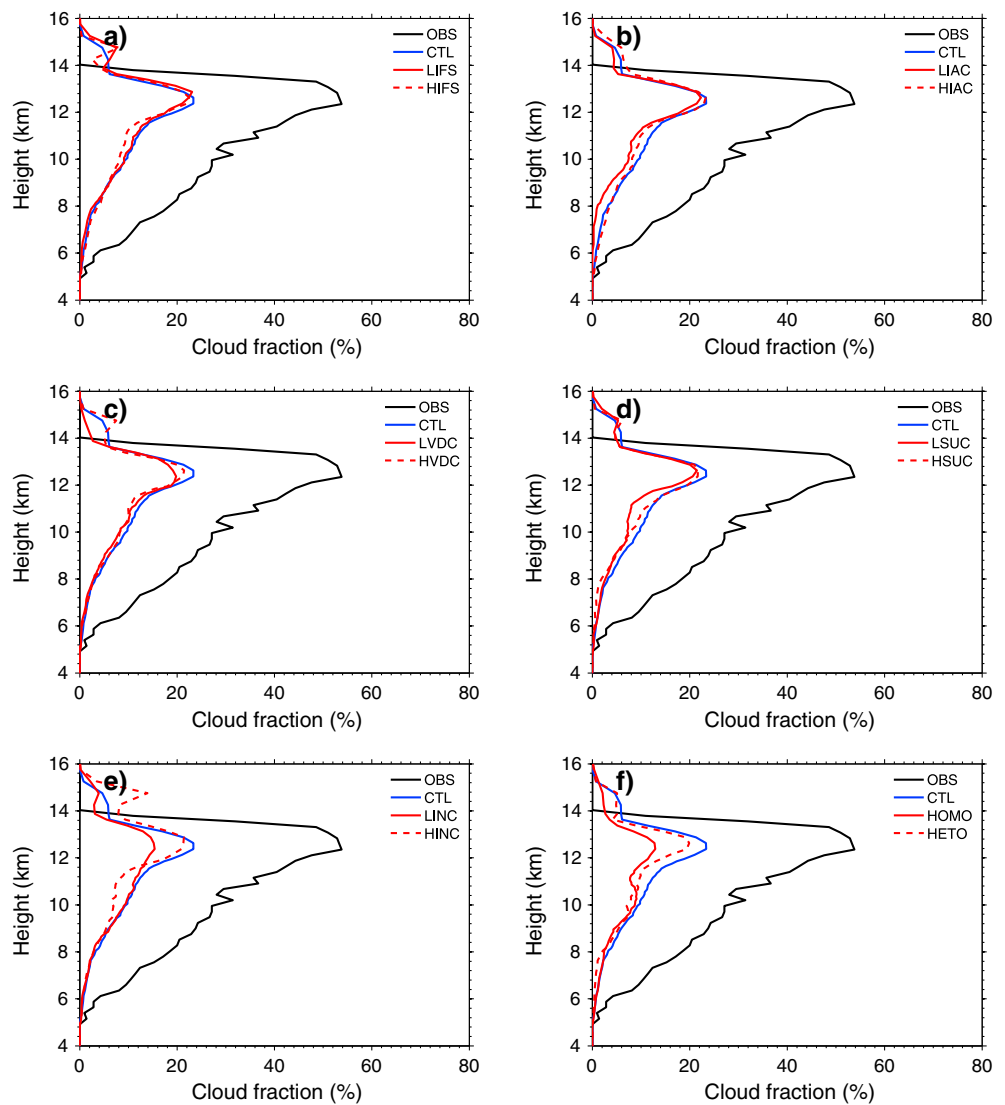 a)
OBS
CTL
LIFS
HIFS
16
14
12
10
8
6
4
Height (km)
0 20 40 60 80
Cloud fraction (%)
b)
OBS
CTL
LIAC
HIAC
16
14
12
10
8
6
4
Height (km)
0 20 40 60 80
Cloud fraction (%)
c)
OBS
CTL
LVDC
HVDC
16
14
12
10
8
6
4
Height (km)
0 20 40 60 80
Cloud fraction (%)
d)
OBS
CTL
LSUC
HSUC
16
14
12
10
8
6
4
Height (km)
0 20 40 60 80
Cloud fraction (%)
e)
OBS
CTL
LINC
HINC
16
14
12
10
8
6
4
Height (km)
0 20 40 60 80
Cloud fraction (%)
f)
OBS
CTL
HOMO
HETO
16
14
12
10
8
6
4
Height (km)
0 20 40 60 80
Cloud fraction (%)